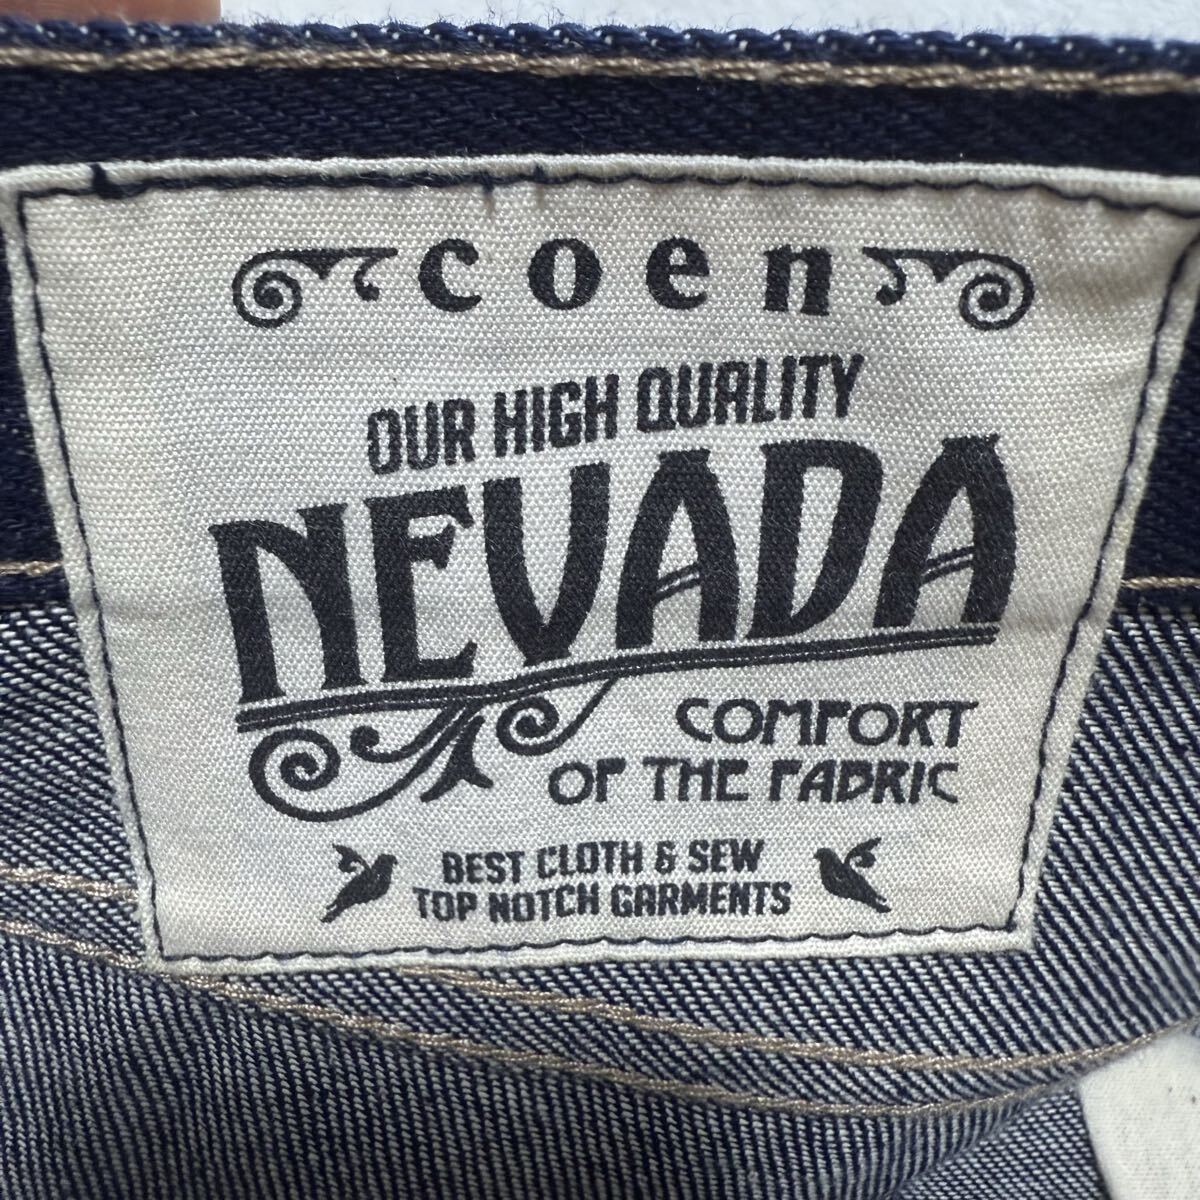 coen
OUR HIGH QUALITY
NEVADA
COMFORT
OF THE FABRIC
BEST CLOTH & SEW
TOP NOTCH GARMENTS